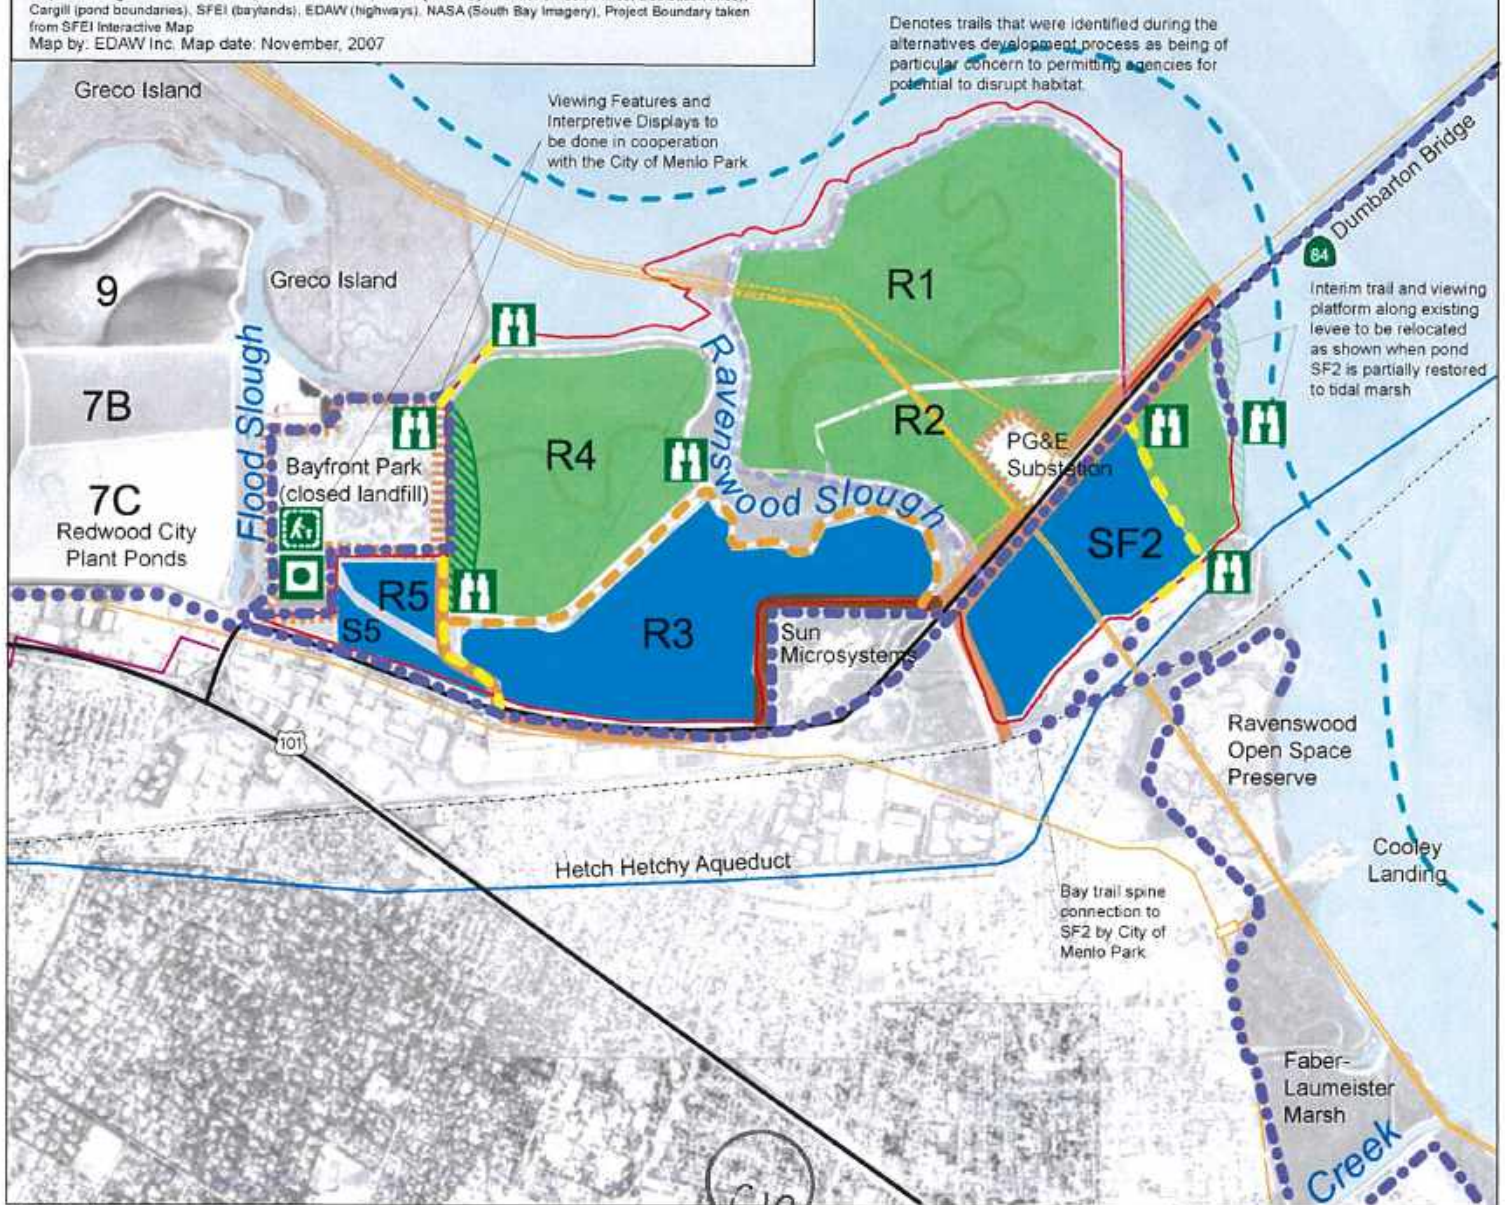 Cargill (pond boundaries), SFEI (baylands), EDAW (highways), NASA (South Bay Imagery), Project Boundary taken
from SFEI Interactive Map
Map by: EDAW Inc. Map date: November, 2007
Denotes trails that were identified during the
alternatives development process as being of
particular concern to permitting agencies for
potential to disrupt habitat.
Greco Island
Viewing Features and
Interpretive Displays to
be done in cooperation
with the City of Menlo Park
Dumbarton Bridge
84
9
Greco Island
R1
Interim trail and viewing
platform along existing
levee to be relocated
as shown when pond
SF2 is partially restored
to tidal marsh
Flood Slough
Ravenswood Slough
7B
R2
R4
PG&E
Substation
Bayfront Park
(closed landfill)
7C
Redwood City
Plant Ponds
SF2
R5
S5
R3
Sun
Microsystems
101
Ravenswood
Open Space
Preserve
Hetch Hetchy Aqueduct
Cooley
Landing
Bay trail spine
connection to
SF2 by City of
Menlo Park
Faber-
Laumeister
Marsh
Creek